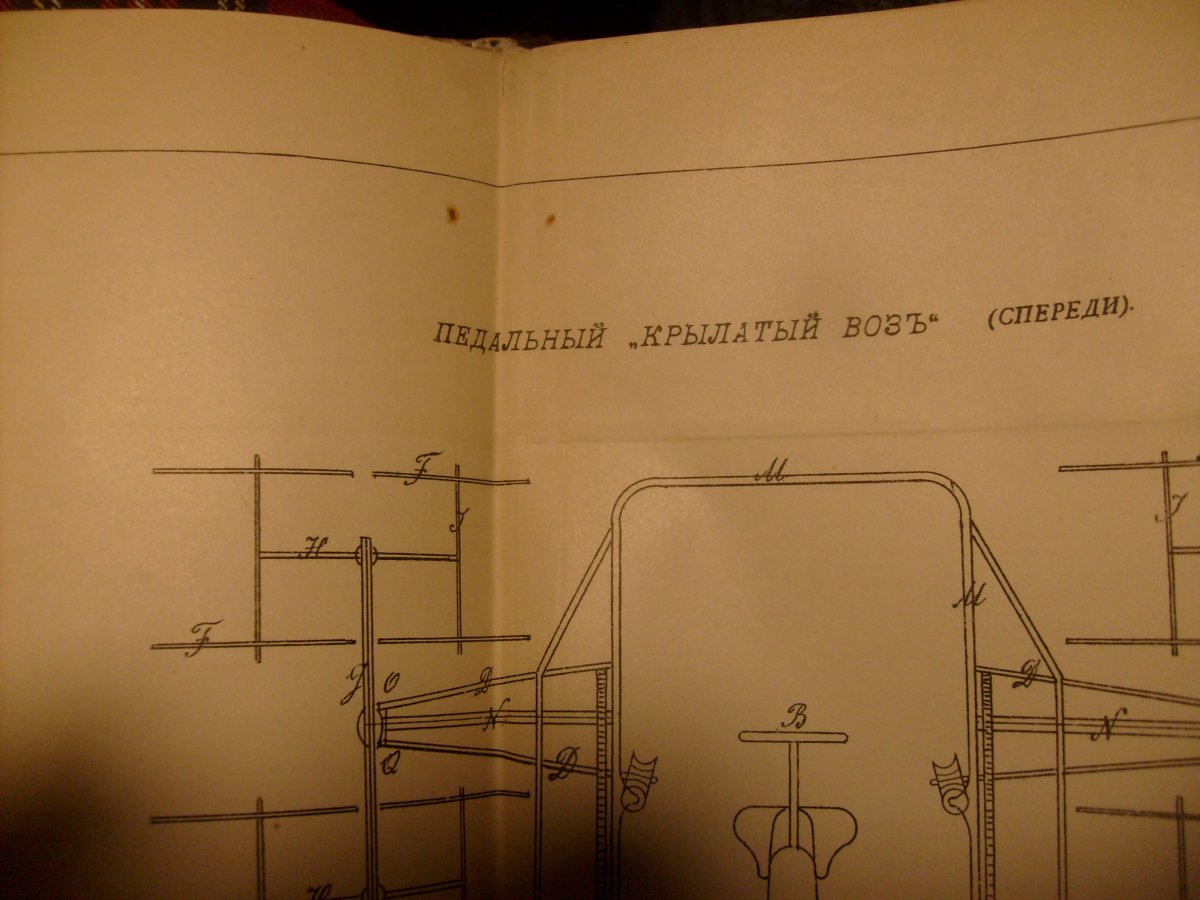 ПЕДАЛЬНЫЙ „КРЫЛАТЫЙ ВОЗЪ“ (СПЕРЕДИ).
F M
J J
H
M
F
J O D D
N N
B
Q D
H